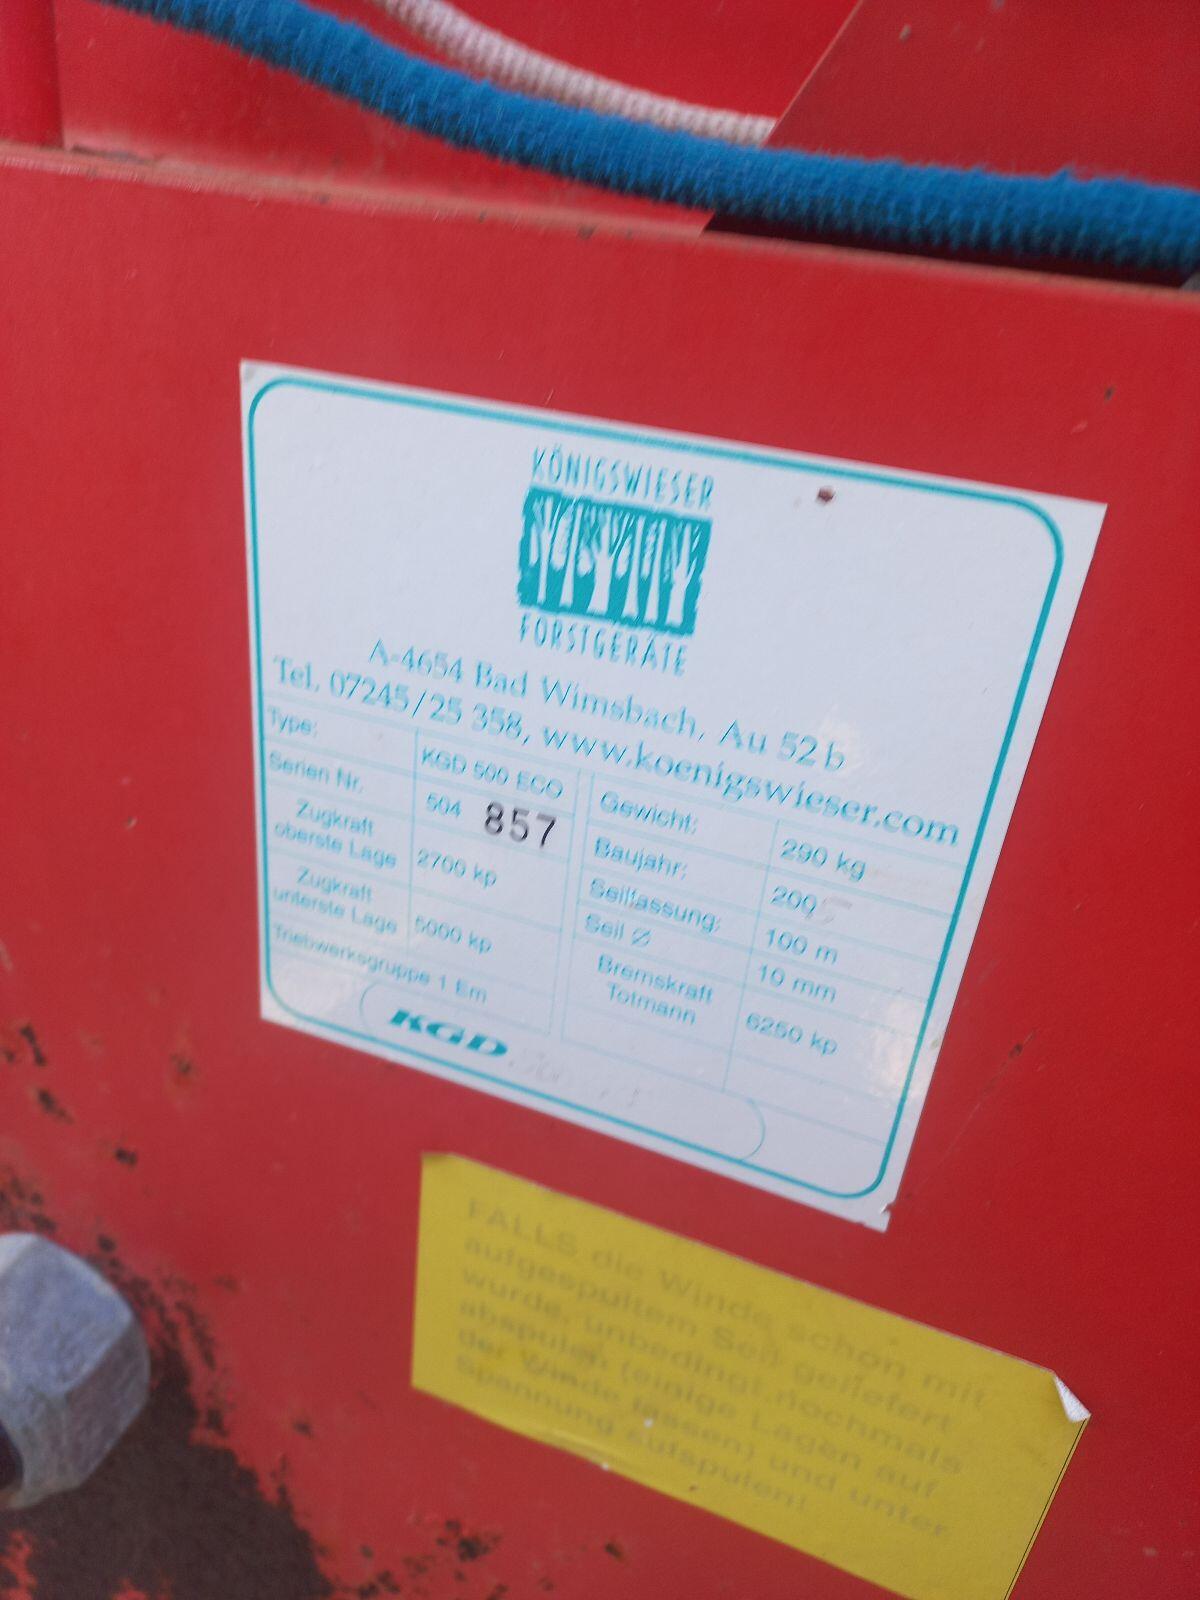 KÖNIGSWIESER
FORSTGERÄTE
A-4654 Bad Wimsbach, Au 52 b
Tel. 07245/25 358, www.koenigswieser.com
Type: KGD 500 ECO
Serien Nr. 504 857
Zugkraft
oberste Lage 2700 kp
Zugkraft
unterste Lage 5000 kp
Triebwerksgruppe 1 Em
Gewicht: 290 kg
Baujahr: 2005
Seilfassung: 100 m
Seil Ø 10 mm
Bremskraft
Totmann 6250 kp
KGD
FALLS die Winde schon mit
aufgespultem Seil geliefert
wurde, unbedingt nochmals
abspulen (einige Lagen auf
der Winde lassen) und unter
Spannung aufspulen!